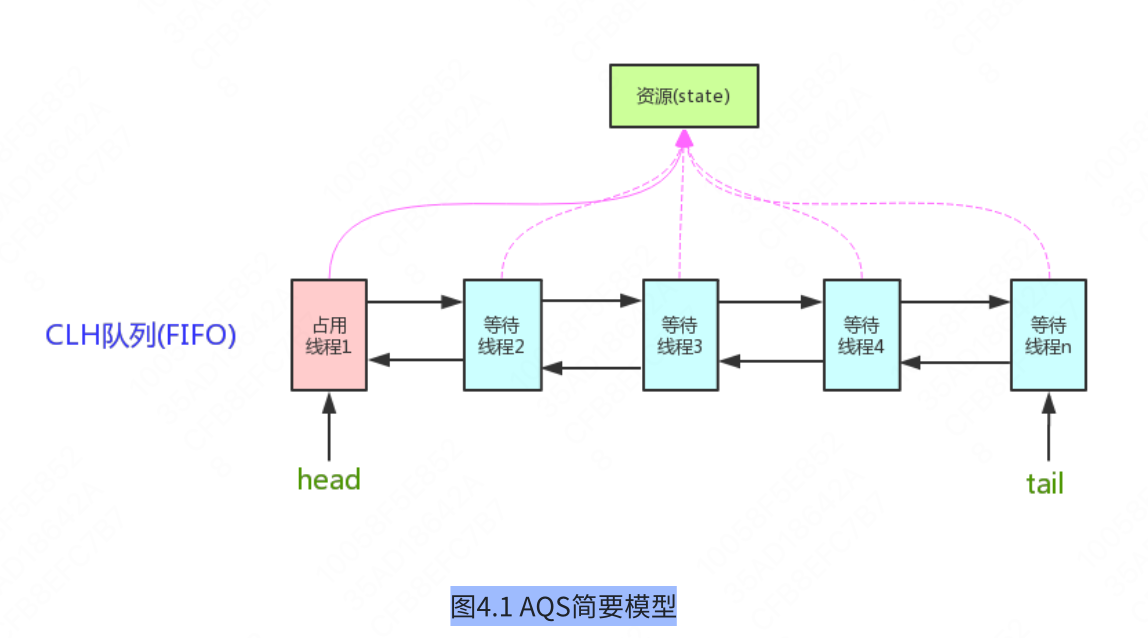 资源(state)
CLH队列(FIFO)
占用
线程1
等待
线程2
等待
线程3
等待
线程4
等待
线程n
head
tail
图4.1 AQS简要模型